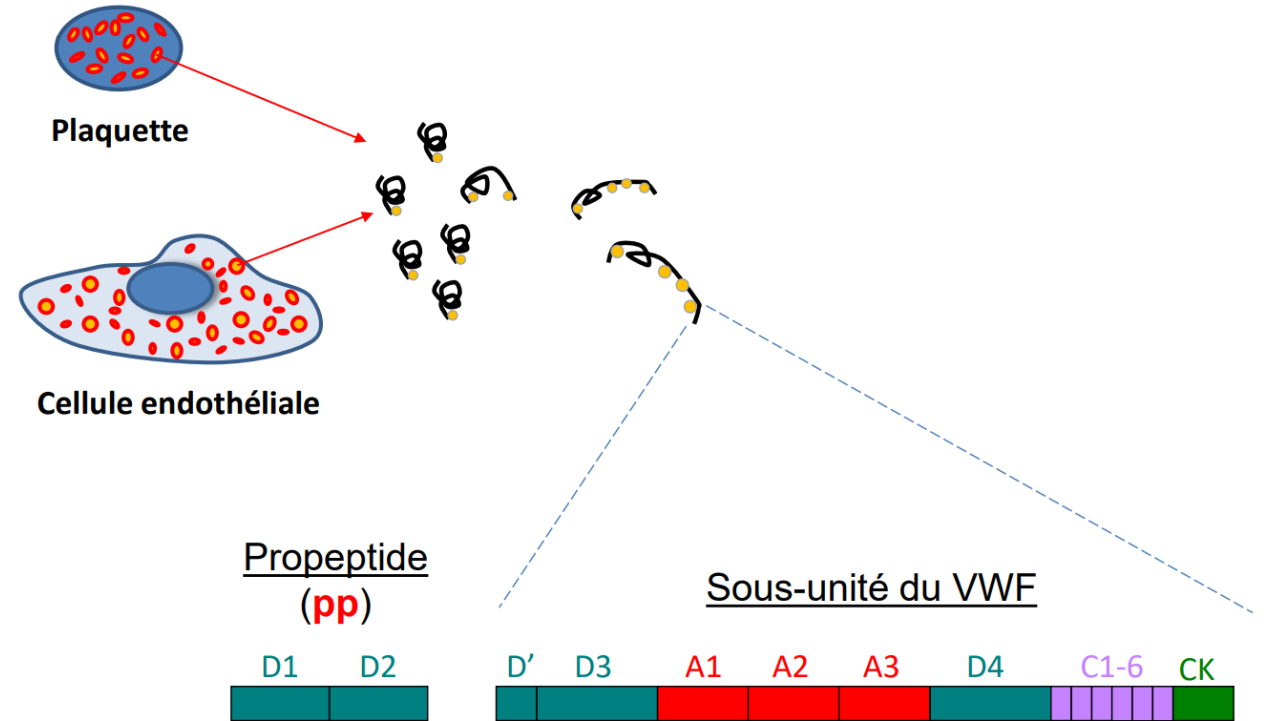 Plaquette
Cellule endothéliale
Propeptide
(pp)
Sous-unité du VWF
D1 D2 D’ D3 A1 A2 A3 D4 C1-6 CK